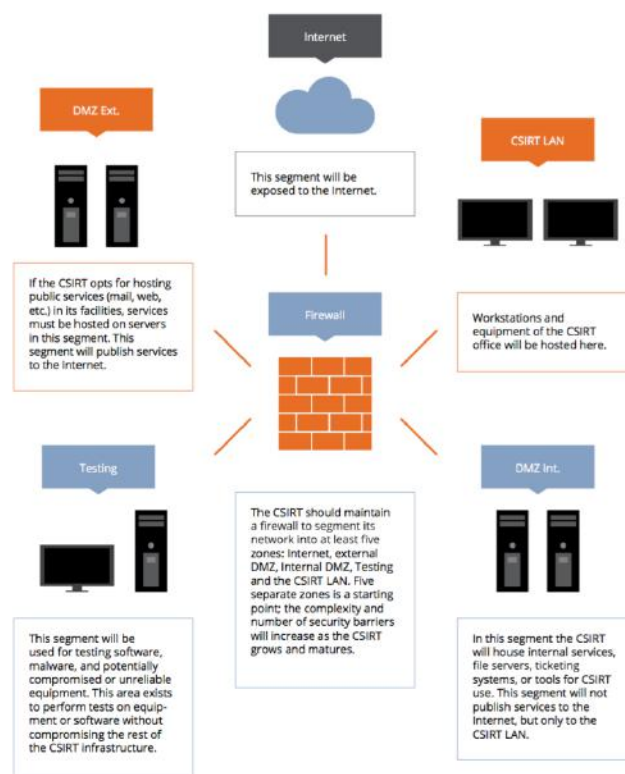 Internet
DMZ Ext.
CSIRT LAN
This segment will be
exposed to the Internet.
If the CSIRT opts for hosting
public services (mail, web,
etc.) in its facilities, services
must be hosted on servers
in this segment. This
segment will publish services
to the Internet.
Firewall
Workstations and
equipment of the CSIRT
office will be hosted here.
Testing
DMZ Int.
The CSIRT should maintain
a firewall to segment its
network into at least five
zones: Internet, external
DMZ, Internal DMZ, Testing
and the CSIRT LAN. Five
separate zones is a starting
point; the complexity and
number of security barriers
will increase as the CSIRT
grows and matures.
This segment will be
used for testing software,
malware, and potentially
compromised or unreliable
equipment. This area exists
to perform tests on equip-
ment or software without
compromising the rest of
the CSIRT infrastructure.
In this segment the CSIRT
will house internal services,
file servers, ticketing
systems, or tools for CSIRT
use. This segment will not
publish services to the
Internet, but only to the
CSIRT LAN.